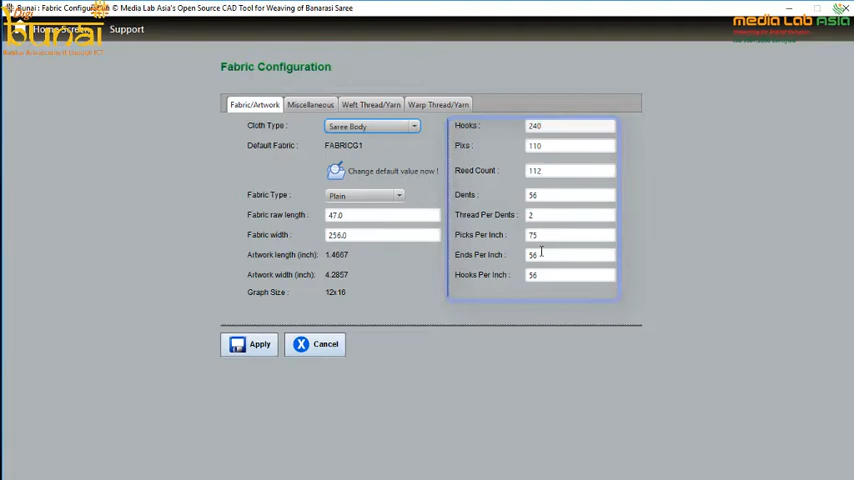 Bunai : Fabric Configuration © Media Lab Asia's Open Source CAD Tool for Weaving of Banarasi Saree
Digi
bunai
Home Screen
Support
media Lab Asia
Fabric Configuration
Fabric/Artwork
Miscellaneous
Weft Thread/Yarn
Warp Thread/Yarn
Cloth Type : Saree Body
Default Fabric : FABRICG1
Change default value now !
Fabric Type : Plain
Fabric raw length : 47.0
Fabric width : 256.0
Artwork length (inch): 1.4667
Artwork width (inch): 4.2857
Graph Size : 12x16
Hooks : 240
Pixs : 110
Reed Count : 112
Dents : 56
Thread Per Dents : 2
Picks Per Inch : 75
Ends Per Inch : 56
Hooks Per Inch : 56
Apply
Cancel